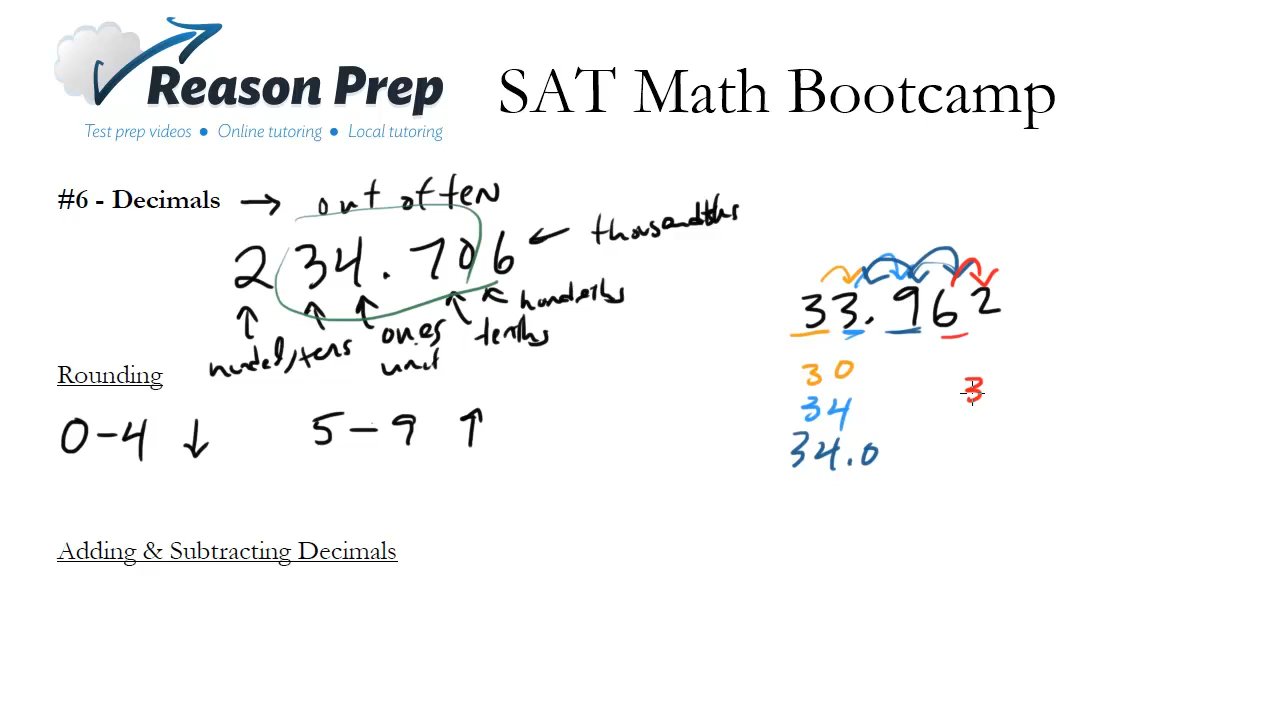 Reason Prep
Test prep videos ● Online tutoring ● Local tutoring
SAT Math Bootcamp
#6 - Decimals → out of ten
234.706 ← thousandths
↑ ↑ ↑ ↑ ↑ hundredths
tens ones tenths
unit
Rounding
0-4 ↓ 5-9 ↑
33.962
30
34
34.0
3
Adding & Subtracting Decimals